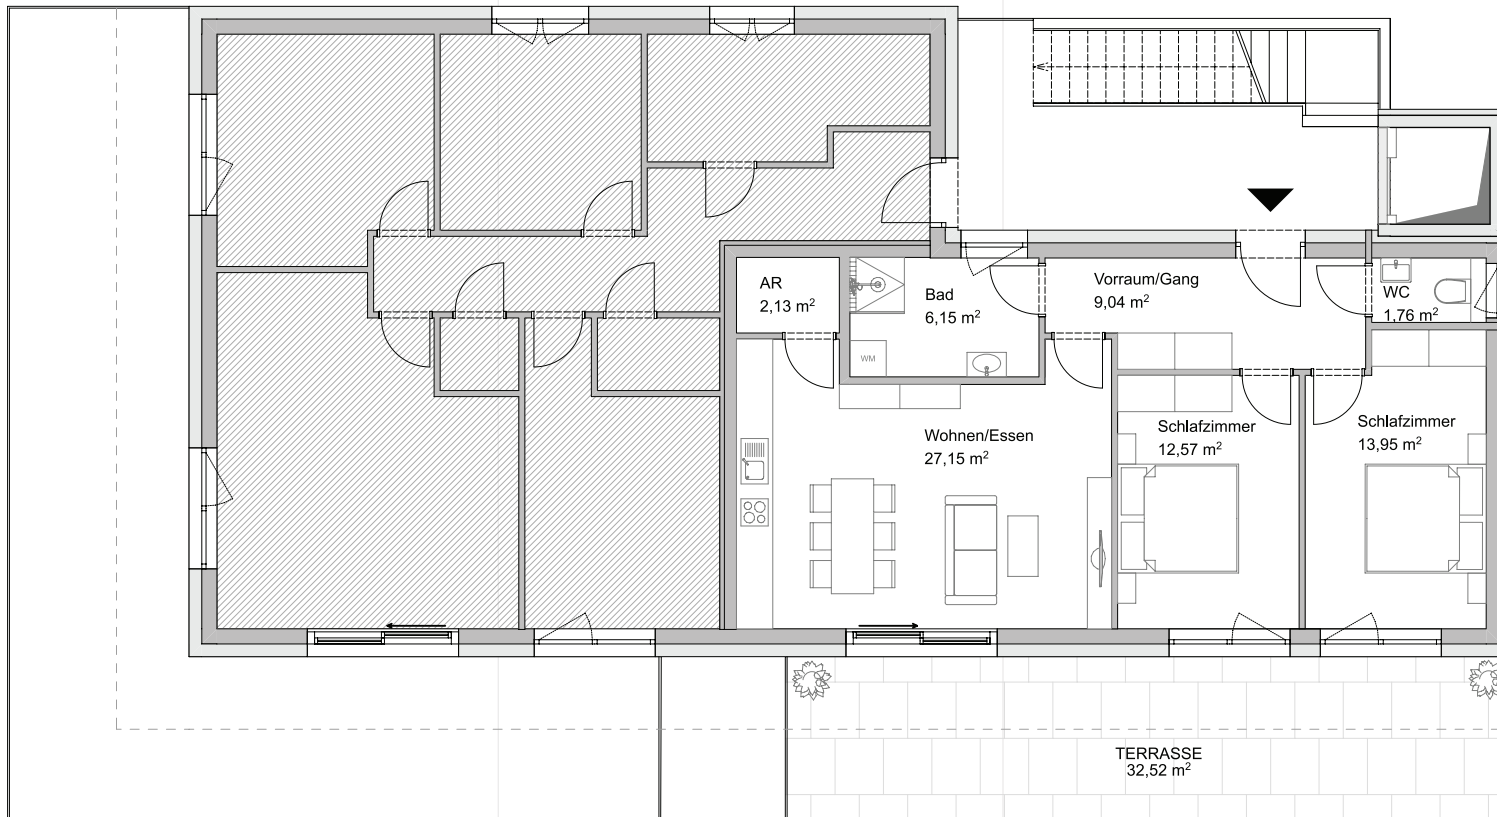 AR
2,13 m²
Bad
6,15 m²
WM
Vorraum/Gang
9,04 m²
WC
1,76 m²
Wohnen/Essen
27,15 m²
Schlafzimmer
12,57 m²
Schlafzimmer
13,95 m²
TERRASSE
32,52 m²